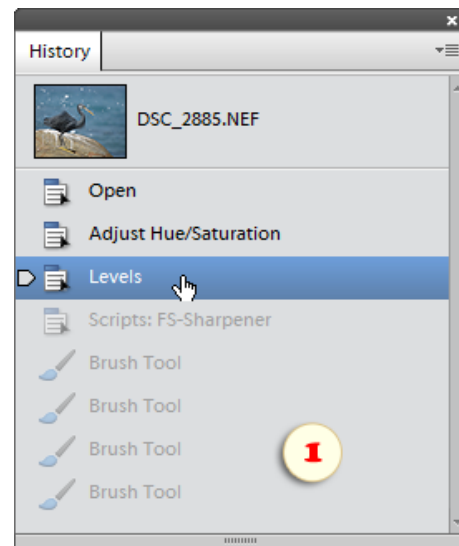 History
DSC_2885.NEF
Open
Adjust Hue/Saturation
Levels
Scripts: FS-Sharpener
Brush Tool
Brush Tool
Brush Tool
Brush Tool
1